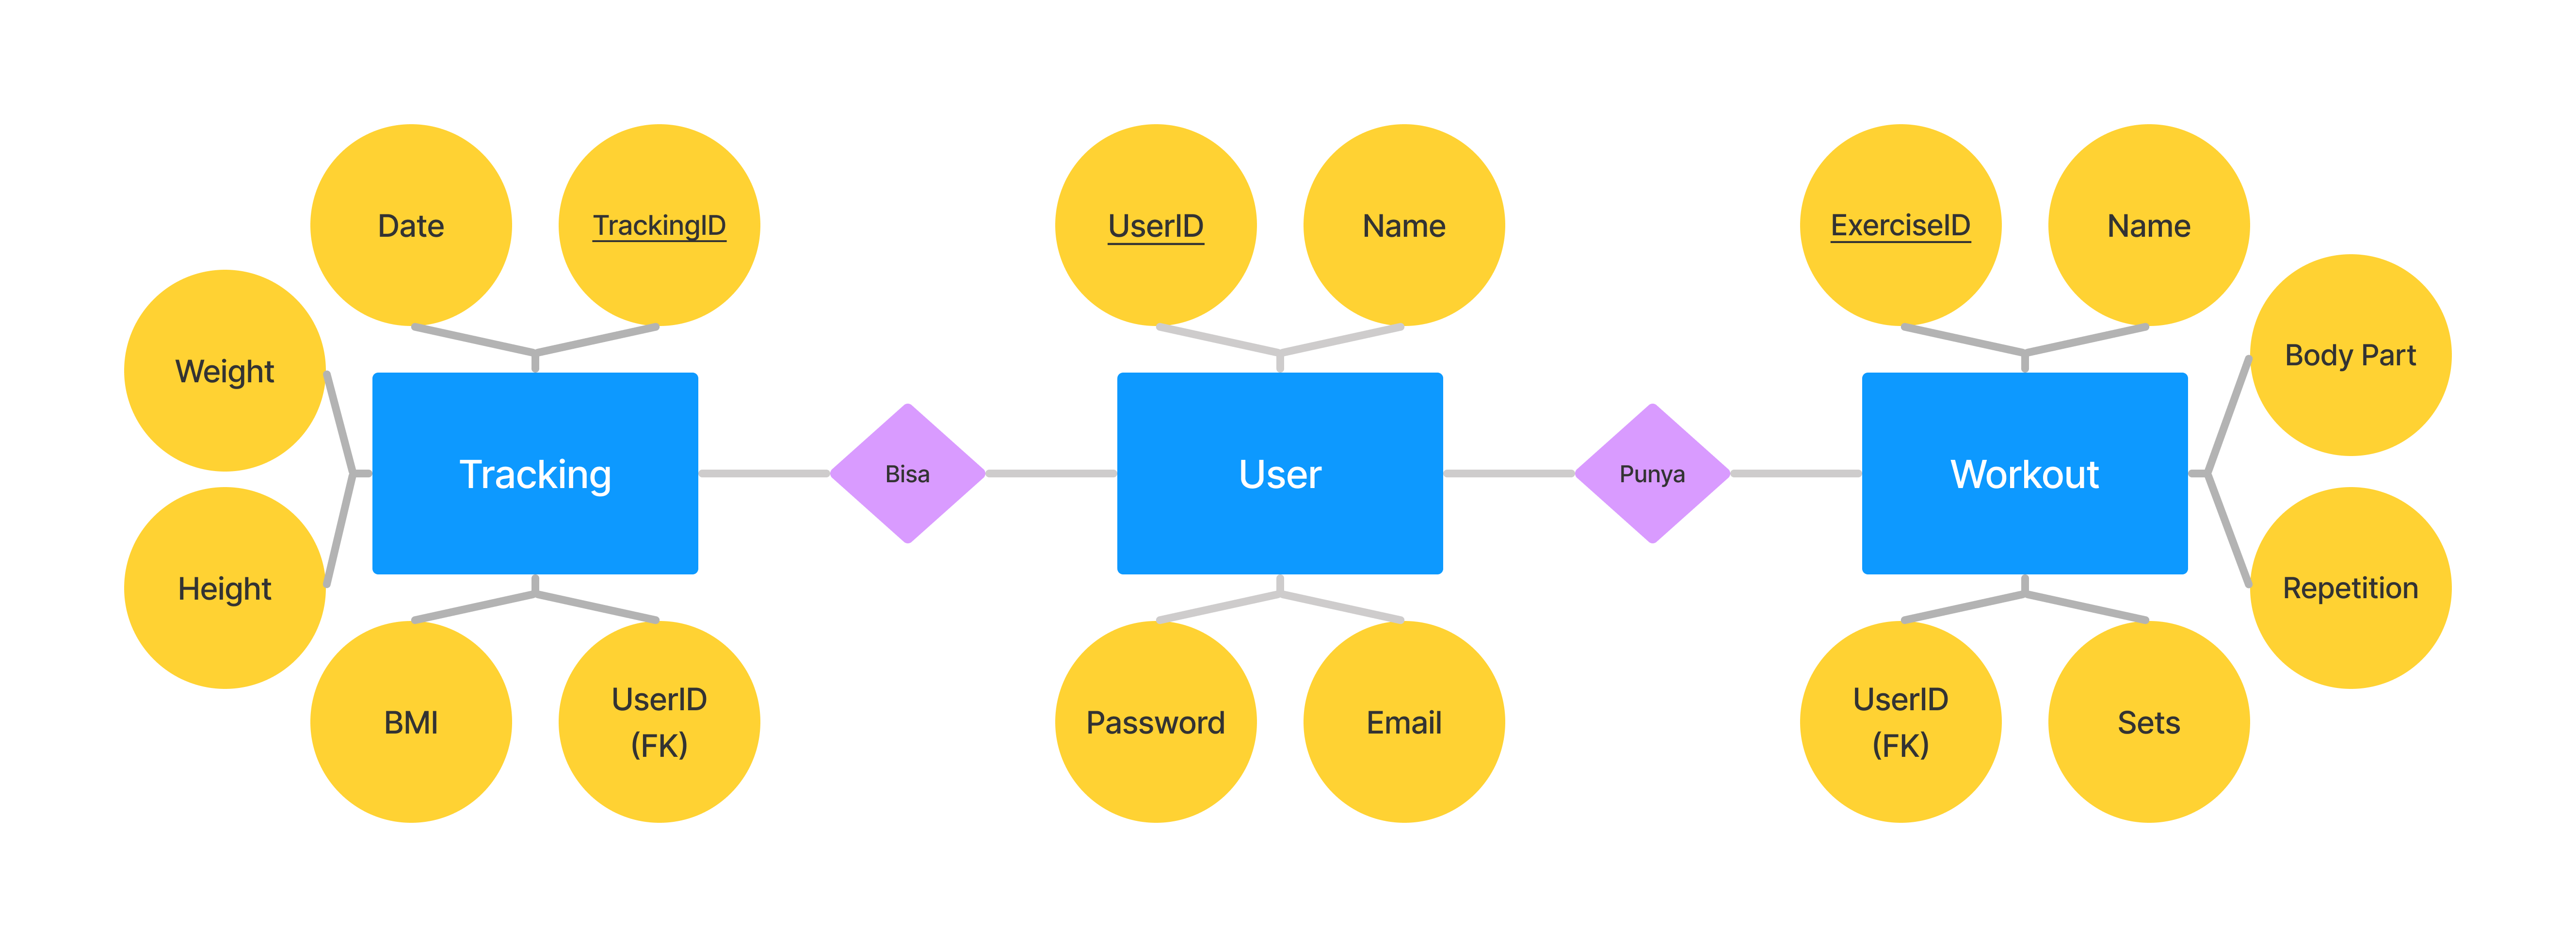 Date
TrackingID
Weight
Height
Tracking
BMI
UserID
(FK)
Bisa
UserID
Name
User
Password
Email
Punya
ExerciseID
Name
Body Part
Workout
Repetition
UserID
(FK)
Sets